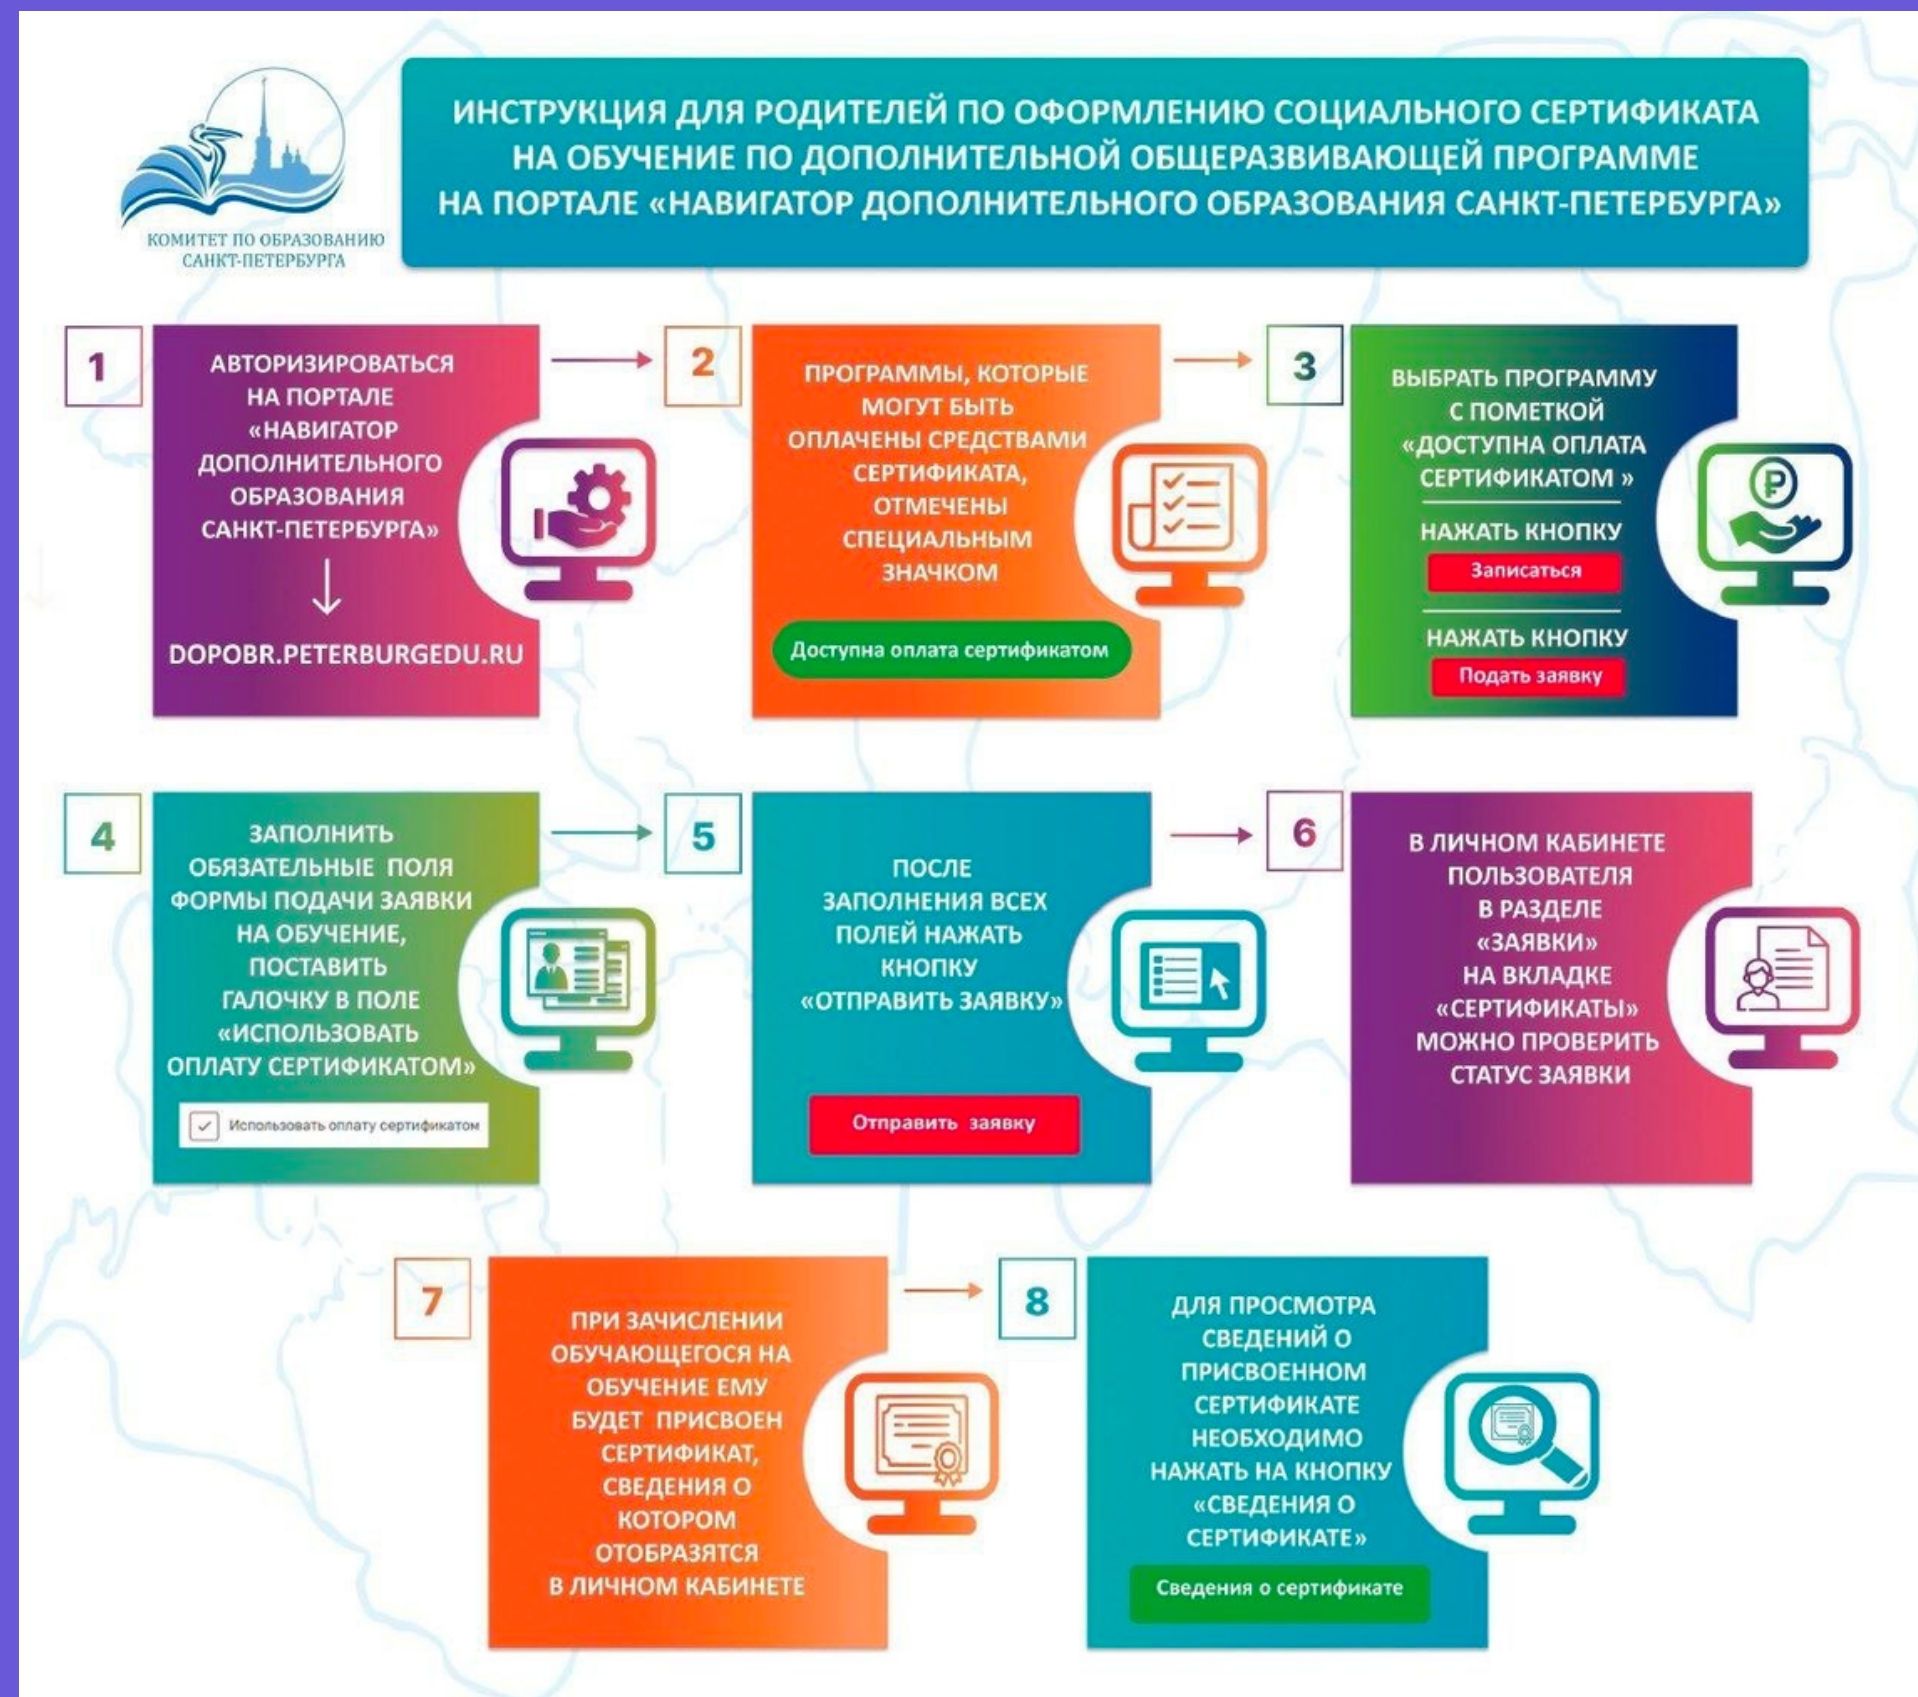 КОМИТЕТ ПО ОБРАЗОВАНИЮ
САНКТ-ПЕТЕРБУРГА
ИНСТРУКЦИЯ ДЛЯ РОДИТЕЛЕЙ ПО ОФОРМЛЕНИЮ СОЦИАЛЬНОГО СЕРТИФИКАТА
НА ОБУЧЕНИЕ ПО ДОПОЛНИТЕЛЬНОЙ ОБЩЕРАЗВИВАЮЩЕЙ ПРОГРАММЕ
НА ПОРТАЛЕ «НАВИГАТОР ДОПОЛНИТЕЛЬНОГО ОБРАЗОВАНИЯ САНКТ-ПЕТЕРБУРГА»
1
АВТОРИЗИРОВАТЬСЯ
НА ПОРТАЛЕ
«НАВИГАТОР
ДОПОЛНИТЕЛЬНОГО
ОБРАЗОВАНИЯ
САНКТ-ПЕТЕРБУРГА»
DOPOBR.PETERBURGEDU.RU
2
ПРОГРАММЫ, КОТОРЫЕ
МОГУТ БЫТЬ
ОПЛАЧЕНЫ СРЕДСТВАМИ
СЕРТИФИКАТА,
ОТМЕЧЕНЫ
СПЕЦИАЛЬНЫМ
ЗНАЧКОМ
Доступна оплата сертификатом
3
ВЫБРАТЬ ПРОГРАММУ
С ПОМЕТКОЙ
«ДОСТУПНА ОПЛАТА
СЕРТИФИКАТОМ »
НАЖАТЬ КНОПКУ
Записаться
НАЖАТЬ КНОПКУ
Подать заявку
4
ЗАПОЛНИТЬ
ОБЯЗАТЕЛЬНЫЕ ПОЛЯ
ФОРМЫ ПОДАЧИ ЗАЯВКИ
НА ОБУЧЕНИЕ,
ПОСТАВИТЬ
ГАЛОЧКУ В ПОЛЕ
«ИСПОЛЬЗОВАТЬ
ОПЛАТУ СЕРТИФИКАТОМ»
Использовать оплату сертификатом
5
ПОСЛЕ
ЗАПОЛНЕНИЯ ВСЕХ
ПОЛЕЙ НАЖАТЬ
КНОПКУ
«ОТПРАВИТЬ ЗАЯВКУ»
Отправить заявку
6
В ЛИЧНОМ КАБИНЕТЕ
ПОЛЬЗОВАТЕЛЯ
В РАЗДЕЛЕ
«ЗАЯВКИ»
НА ВКЛАДКЕ
«СЕРТИФИКАТЫ»
МОЖНО ПРОВЕРИТЬ
СТАТУС ЗАЯВКИ
7
ПРИ ЗАЧИСЛЕНИИ
ОБУЧАЮЩЕГОСЯ НА
ОБУЧЕНИЕ ЕМУ
БУДЕТ ПРИСВОЕН
СЕРТИФИКАТ,
СВЕДЕНИЯ О
КОТОРОМ
ОТОБРАЗЯТСЯ
В ЛИЧНОМ КАБИНЕТЕ
8
ДЛЯ ПРОСМОТРА
СВЕДЕНИЙ О
ПРИСВОЕННОМ
СЕРТИФИКАТЕ
НЕОБХОДИМО
НАЖАТЬ НА КНОПКУ
«СВЕДЕНИЯ О
СЕРТИФИКАТЕ»
Сведения о сертификате